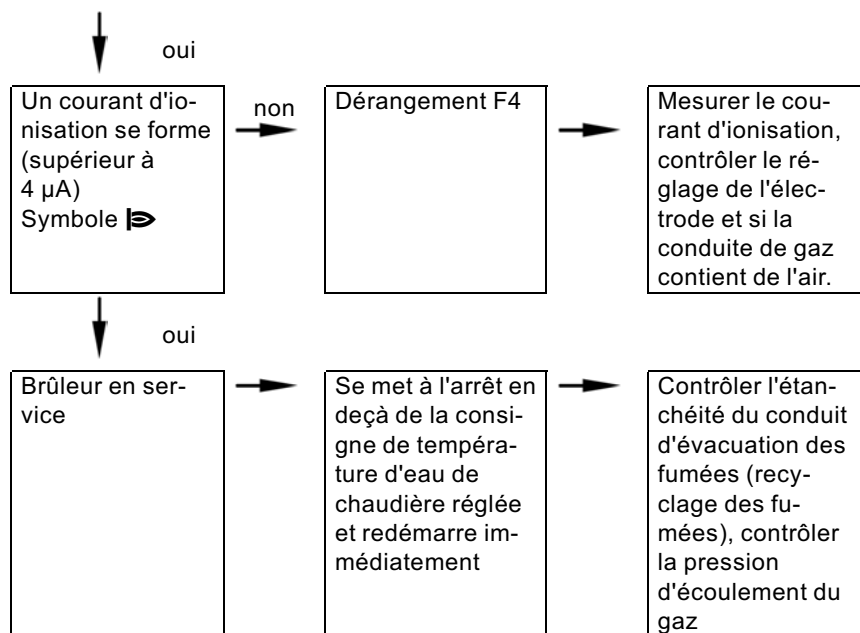 oui
Un courant d'io-
nisation se forme
(supérieur à
4 µA)
Symbole
non
Dérangement F4
Mesurer le cou-
rant d'ionisation,
contrôler le ré-
glage de l'élec-
trode et si la
conduite de gaz
contient de l'air.
oui
Brûleur en ser-
vice
Se met à l'arrêt en
deçà de la consi-
gne de tempéra-
ture d'eau de
chaudière réglée
et redémarre im-
médiatement
Contrôler l'étan-
chéité du conduit
d'évacuation des
fumées (recy-
clage des fu-
mées), contrôler
la pression
d'écoulement du
gaz